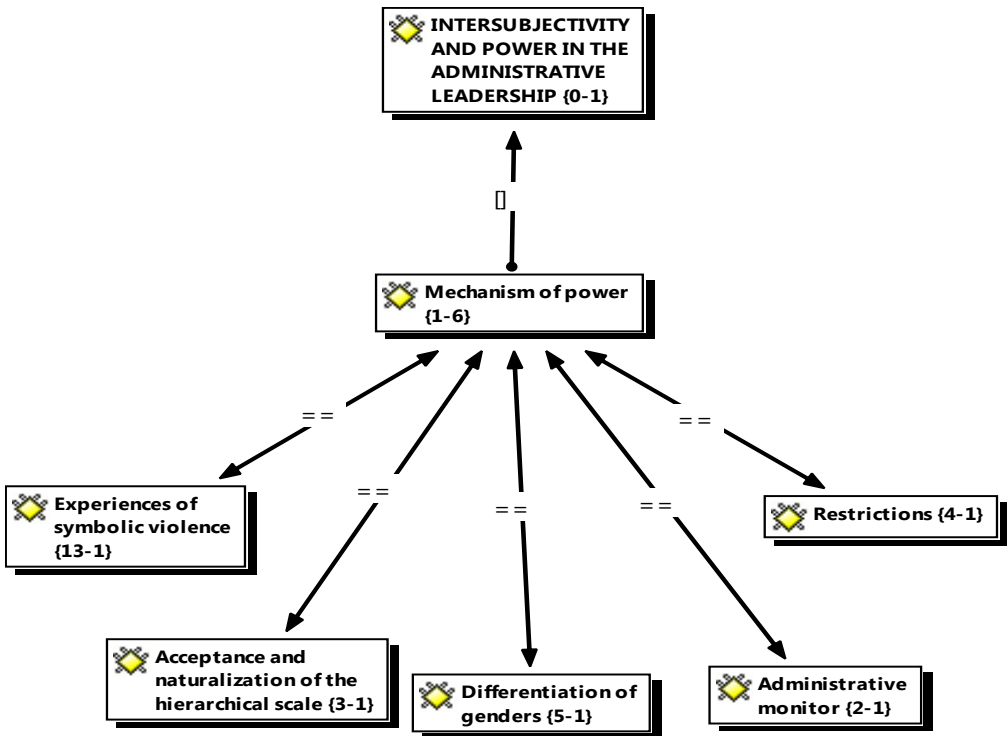 INTERSUBJECTIVITY
AND POWER IN THE
ADMINISTRATIVE
LEADERSHIP {0-1}
[]
Mechanism of power
{1-6}
==
==
==
==
==
Experiences of
symbolic violence
{13-1}
Restrictions {4-1}
Acceptance and
naturalization of the
hierarchical scale {3-1}
Differentiation of
genders {5-1}
Administrative
monitor {2-1}